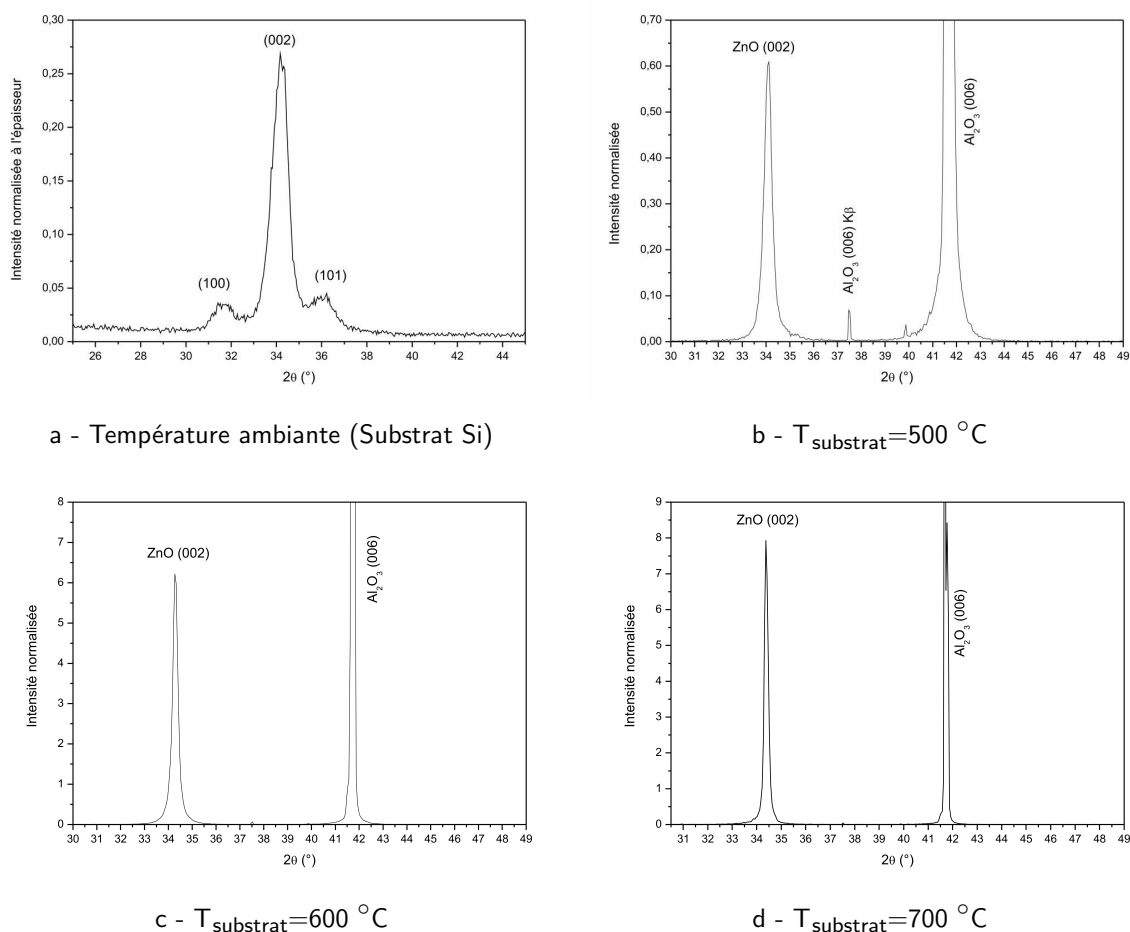 0,30
0,25
0,20
0,15
0,10
0,05
0,00
Intensité normalisée à l'épaisseur
(002)
(100)
(101)
26 28 30 32 34 36 38 40 42 44
2θ (°)
a - Température ambiante (Substrat Si)
0,70
0,60
0,50
0,40
0,30
0,20
0,10
0,00
Intensité normalisée
ZnO (002)
Al₂O₃ (006) Kβ
Al₂O₃ (006)
30 31 32 33 34 35 36 37 38 39 40 41 42 43 44 45 46 47 48 49
2θ (°)
b - T_substrat=500 °C
8
7
6
5
4
3
2
1
0
Intensité normalisée
ZnO (002)
Al₂O₃ (006)
30 31 32 33 34 35 36 37 38 39 40 41 42 43 44 45 46 47 48 49
2θ (°)
c - T_substrat=600 °C
9
8
7
6
5
4
3
2
1
0
Intensité normalisée
ZnO (002)
Al₂O₃ (006)
31 32 33 34 35 36 37 38 39 40 41 42 43 44 45 46 47 48 49
2θ (°)
d - T_substrat=700 °C